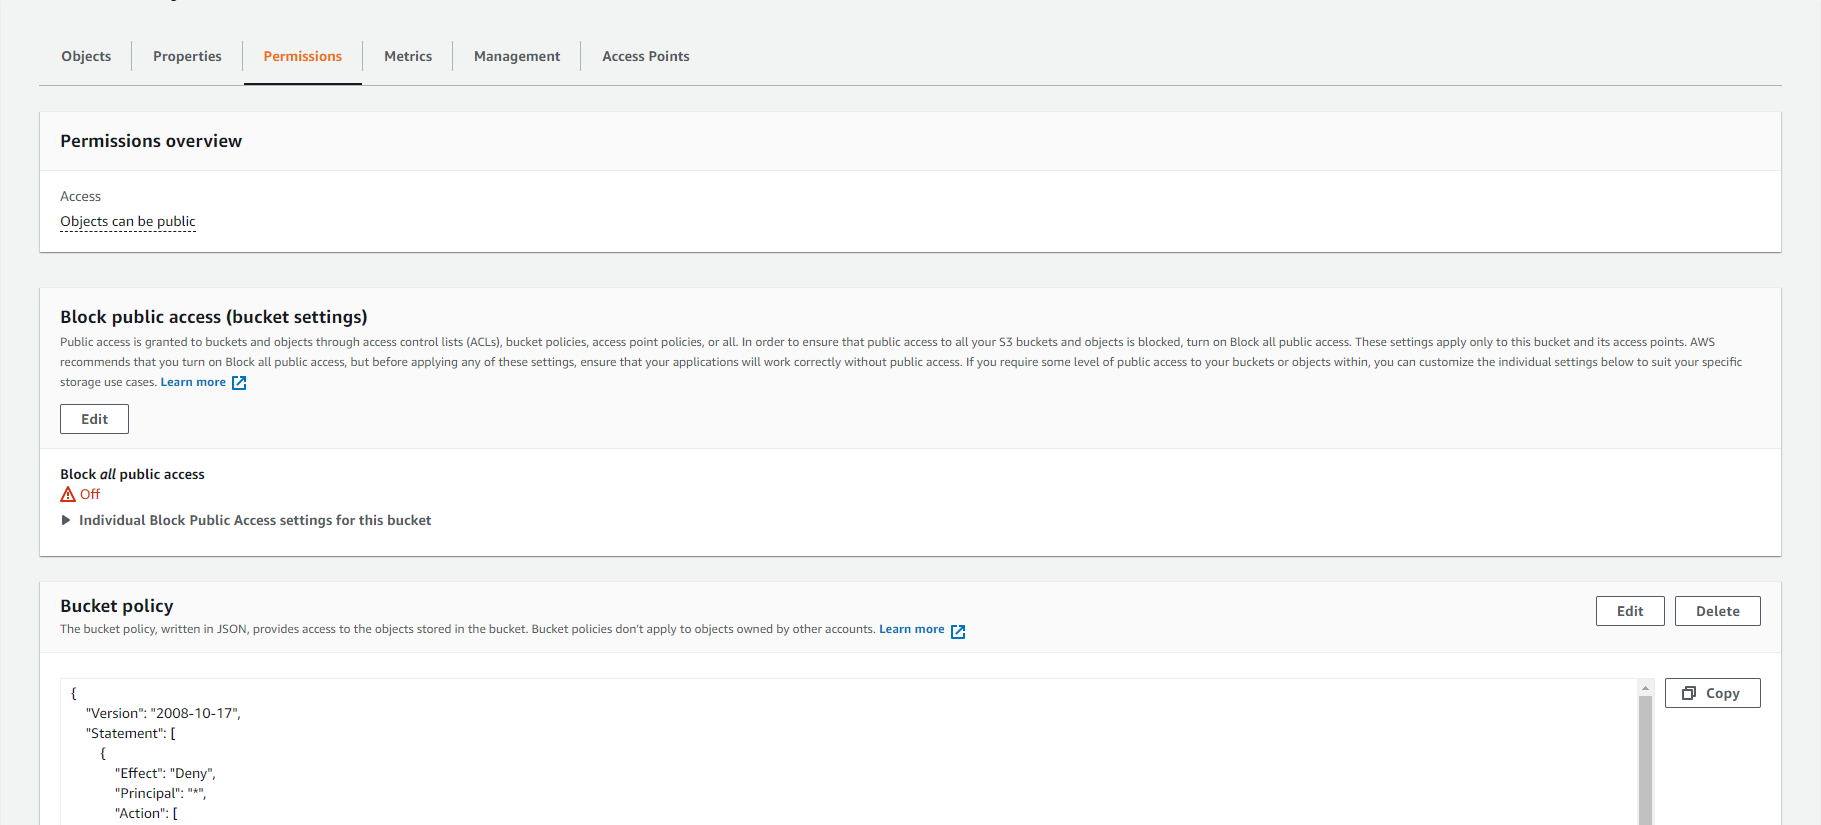 Objects
Properties
Permissions
Metrics
Management
Access Points
Permissions overview
Access
Objects can be public
Block public access (bucket settings)
Public access is granted to buckets and objects through access control lists (ACLs), bucket policies, access point policies, or all. In order to ensure that public access to all your S3 buckets and objects is blocked, turn on Block all public access. These settings apply only to this bucket and its access points. AWS
recommends that you turn on Block all public access, but before applying any of these settings, ensure that your applications will work correctly without public access. If you require some level of public access to your buckets or objects within, you can customize the individual settings below to suit your specific
storage use cases. Learn more
Edit
Block all public access
Off
Individual Block Public Access settings for this bucket
Bucket policy
The bucket policy, written in JSON, provides access to the objects stored in the bucket. Bucket policies don't apply to objects owned by other accounts. Learn more
Edit
Delete
Copy
{
"Version": "2008-10-17",
"Statement": [
{
"Effect": "Deny",
"Principal": "*",
"Action": [